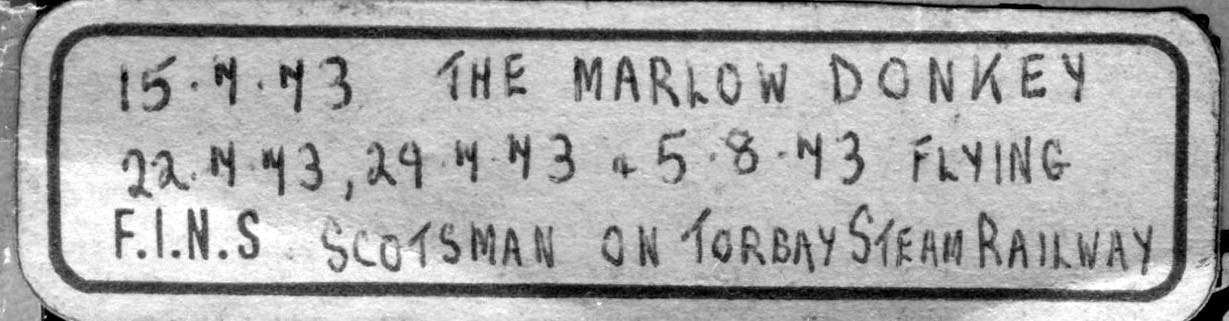 15.7.73 THE MARLOW DONKEY
22.7.73, 29.7.73 & 5.8.73 FLYING
F.I.N.S SCOTSMAN ON TORBAY STEAM RAILWAY